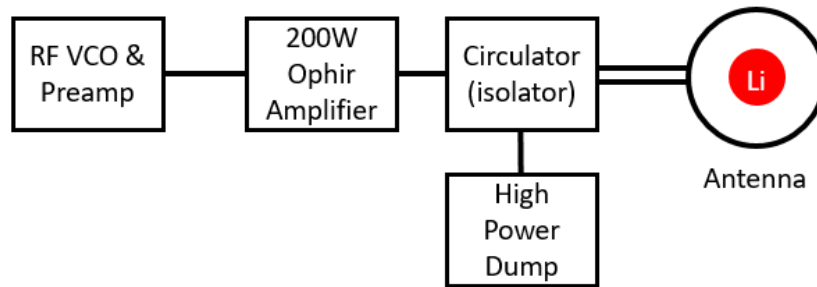 RF VCO &
Preamp
200W
Ophir
Amplifier
Circulator
(isolator)
Li
Antenna
High
Power
Dump